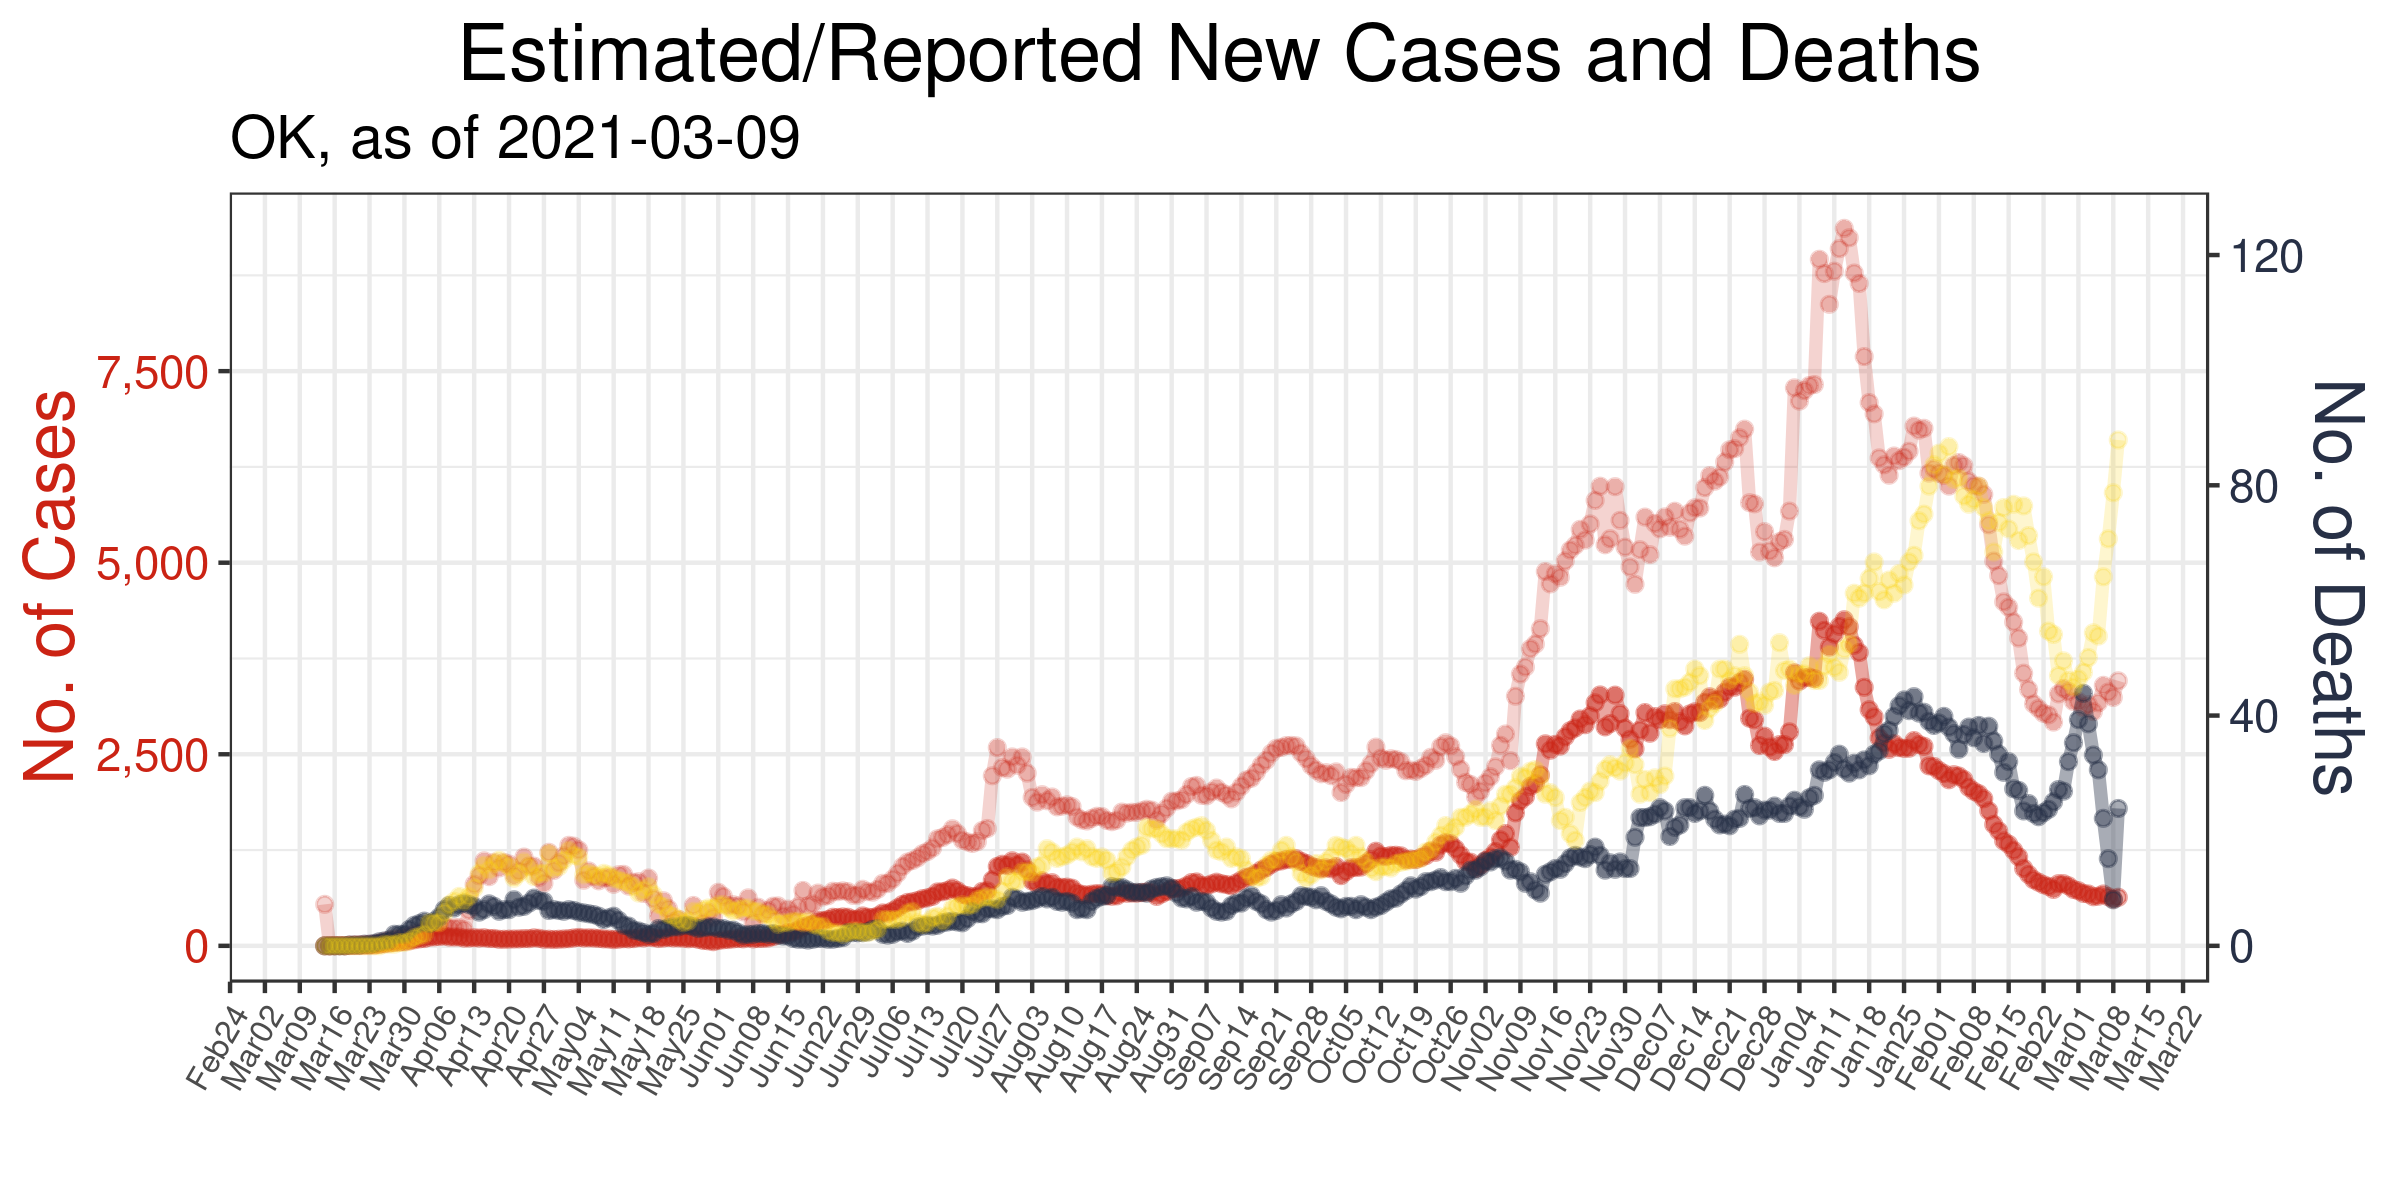 Estimated/Reported New Cases and Deaths
OK, as of 2021-03-09
No. of Cases
7,500
5,000
2,500
0
120
80
40
0
No. of Deaths
Feb24
Mar02
Mar09
Mar16
Mar23
Mar30
Apr06
Apr13
Apr20
Apr27
May04
May11
May18
May25
Jun01
Jun08
Jun15
Jun22
Jun29
Jul06
Jul13
Jul20
Jul27
Aug03
Aug10
Aug17
Aug24
Aug31
Sep07
Sep14
Sep21
Sep28
Oct05
Oct12
Oct19
Oct26
Nov02
Nov09
Nov16
Nov23
Nov30
Dec07
Dec14
Dec21
Dec28
Jan04
Jan11
Jan18
Jan25
Feb01
Feb08
Feb15
Feb22
Mar01
Mar08
Mar15
Mar22